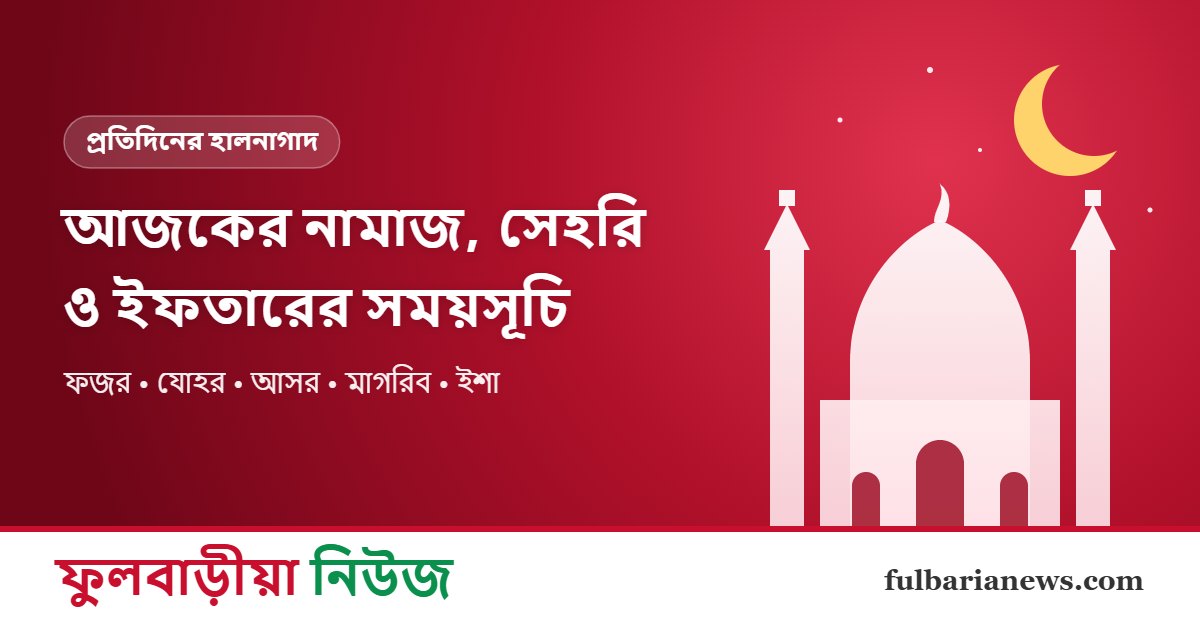 প্রতিদিনের হালনাগাদ
আজকের নামাজ, সেহরি
ও ইফতারের সময়সূচি
ফজর • যোহর • আসর • মাগরিব • ইশা
ফুলবাড়ীয়া নিউজ
fulbarianews.com